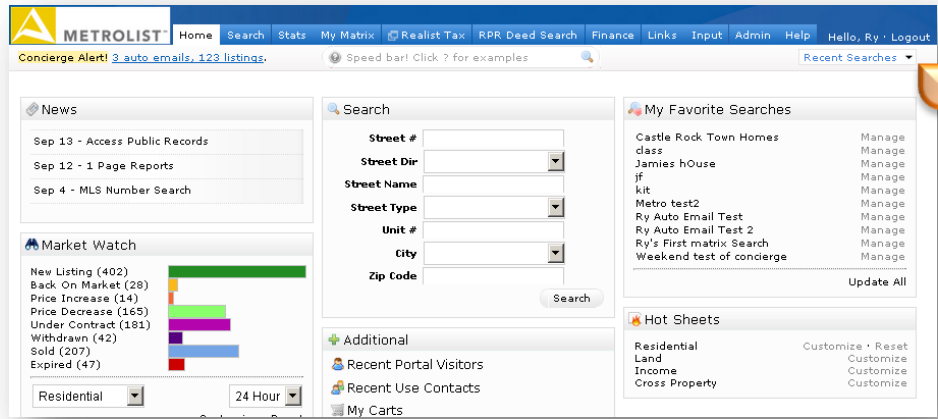 METROLIST
Home Search Stats My Matrix Realist Tax RPR Deed Search Finance Links Input Admin Help Hello, Ry · Logout
Concierge Alert! 3 auto emails, 123 listings. Speed bar! Click ? for examples Recent Searches
News
Sep 13 - Access Public Records
Sep 12 - 1 Page Reports
Sep 4 - MLS Number Search
Market Watch
New Listing (402)
Back On Market (28)
Price Increase (14)
Price Decrease (165)
Under Contract (181)
Withdrawn (42)
Sold (207)
Expired (47)
Residential 24 Hour
Search
Street #
Street Dir
Street Name
Street Type
Unit #
City
Zip Code
Search
Additional
Recent Portal Visitors
Recent Use Contacts
My Carts
My Favorite Searches
Castle Rock Town Homes Manage
class Manage
Jamies hOuse Manage
jf Manage
kit Manage
Metro test2 Manage
Ry Auto Email Test Manage
Ry Auto Email Test 2 Manage
Ry's First matrix Search Manage
Weekend test of concierge Manage
Update All
Hot Sheets
Residential Customize · Reset
Land Customize
Income Customize
Cross Property Customize